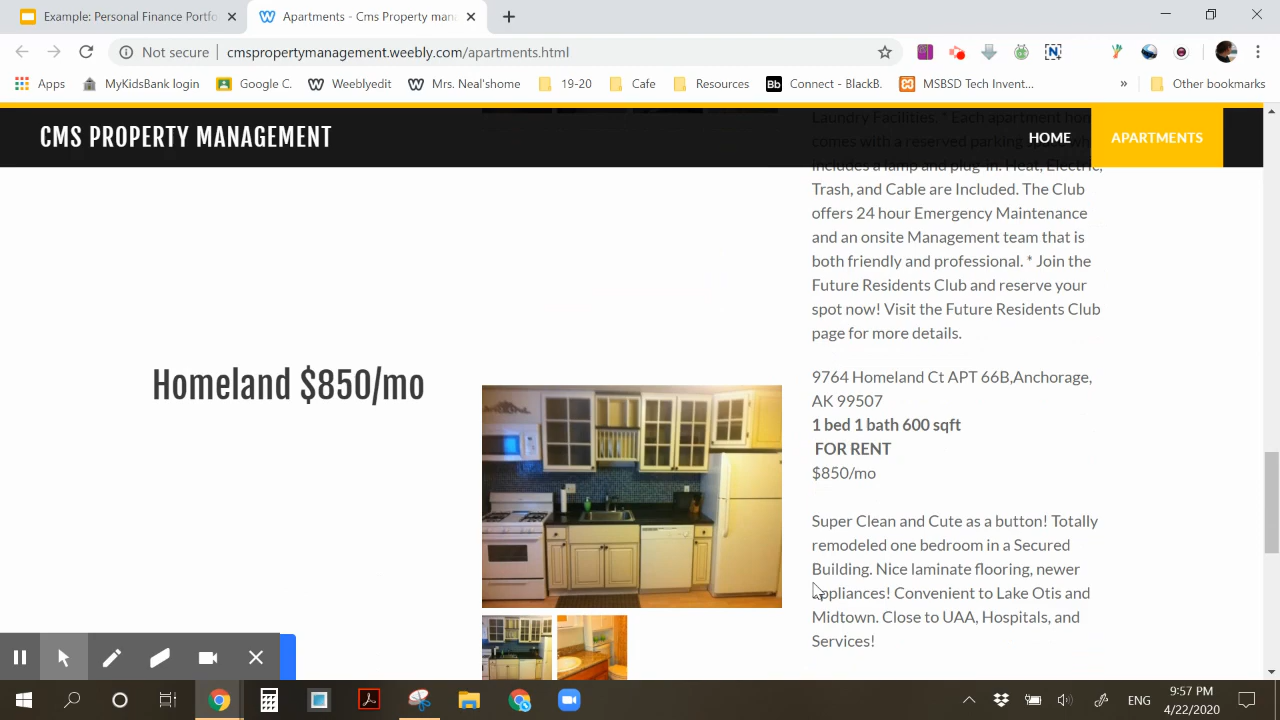 Example: Personal Finance Portfo
Apartments - Cms Property mana
Not secure
cmspropertymanagement.weebly.com/apartments.html
Apps
MyKidsBank login
Google C.
Weeblyedit
Mrs. Neal'shome
19-20
Cafe
Resources
Bb
Connect - BlackB.
MSBSD Tech Invent...
»
Other bookmarks
CMS PROPERTY MANAGEMENT
HOME
APARTMENTS
Laundry Facilities. * Each apartment hom
comes with a reserved parking
includes a lamp and plug-in. Heat, Electric,
Trash, and Cable are Included. The Club
offers 24 hour Emergency Maintenance
and an onsite Management team that is
both friendly and professional. * Join the
Future Residents Club and reserve your
spot now! Visit the Future Residents Club
page for more details.
Homeland $850/mo
9764 Homeland Ct APT 66B,Anchorage,
AK 99507
1 bed 1 bath 600 sqft
FOR RENT
$850/mo
Super Clean and Cute as a button! Totally
remodeled one bedroom in a Secured
Building. Nice laminate flooring, newer
appliances! Convenient to Lake Otis and
Midtown. Close to UAA, Hospitals, and
Services!
ENG
9:57 PM
4/22/2020